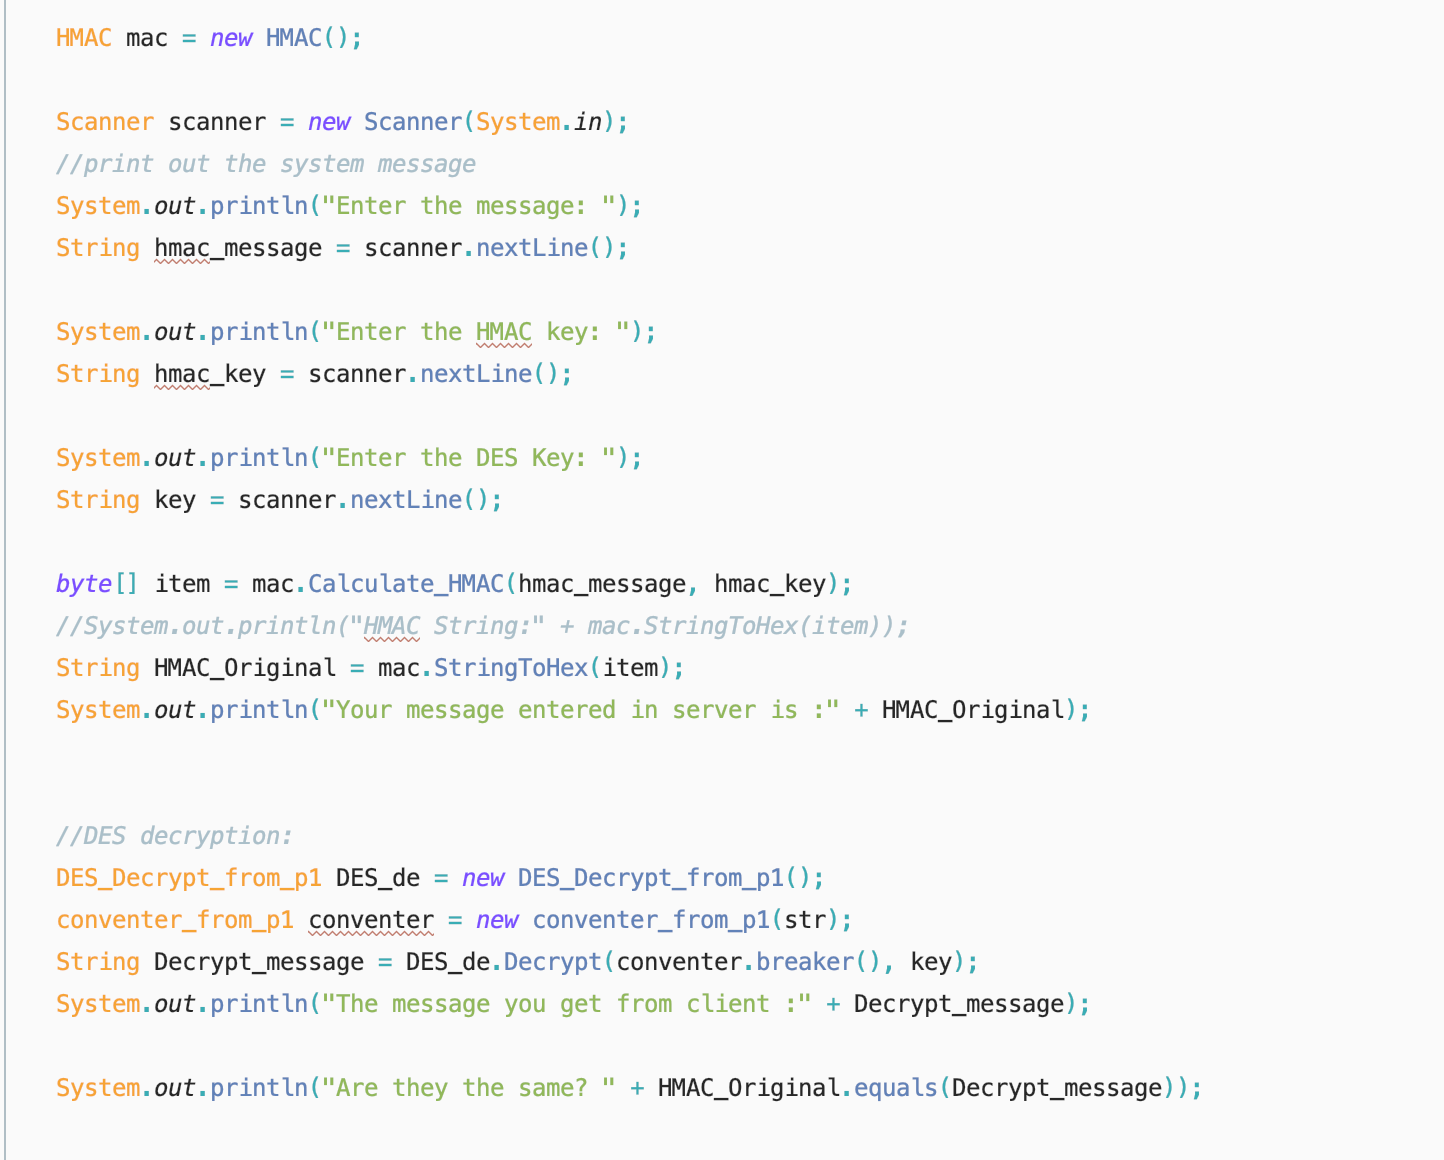 HMAC mac = new HMAC();
Scanner scanner = new Scanner(System.in);
//print out the system message
System.out.println("Enter the message: ");
String hmac_message = scanner.nextLine();
System.out.println("Enter the HMAC key: ");
String hmac_key = scanner.nextLine();
System.out.println("Enter the DES Key: ");
String key = scanner.nextLine();
byte[] item = mac.Calculate_HMAC(hmac_message, hmac_key);
//System.out.println("HMAC String:" + mac.StringToHex(item));
String HMAC_Original = mac.StringToHex(item);
System.out.println("Your message entered in server is :" + HMAC_Original);
//DES decryption:
DES_Decrypt_from_p1 DES_de = new DES_Decrypt_from_p1();
conventer_from_p1 conventer = new conventer_from_p1(str);
String Decrypt_message = DES_de.Decrypt(conventer.breaker(), key);
System.out.println("The message you get from client :" + Decrypt_message);
System.out.println("Are they the same? " + HMAC_Original.equals(Decrypt_message));